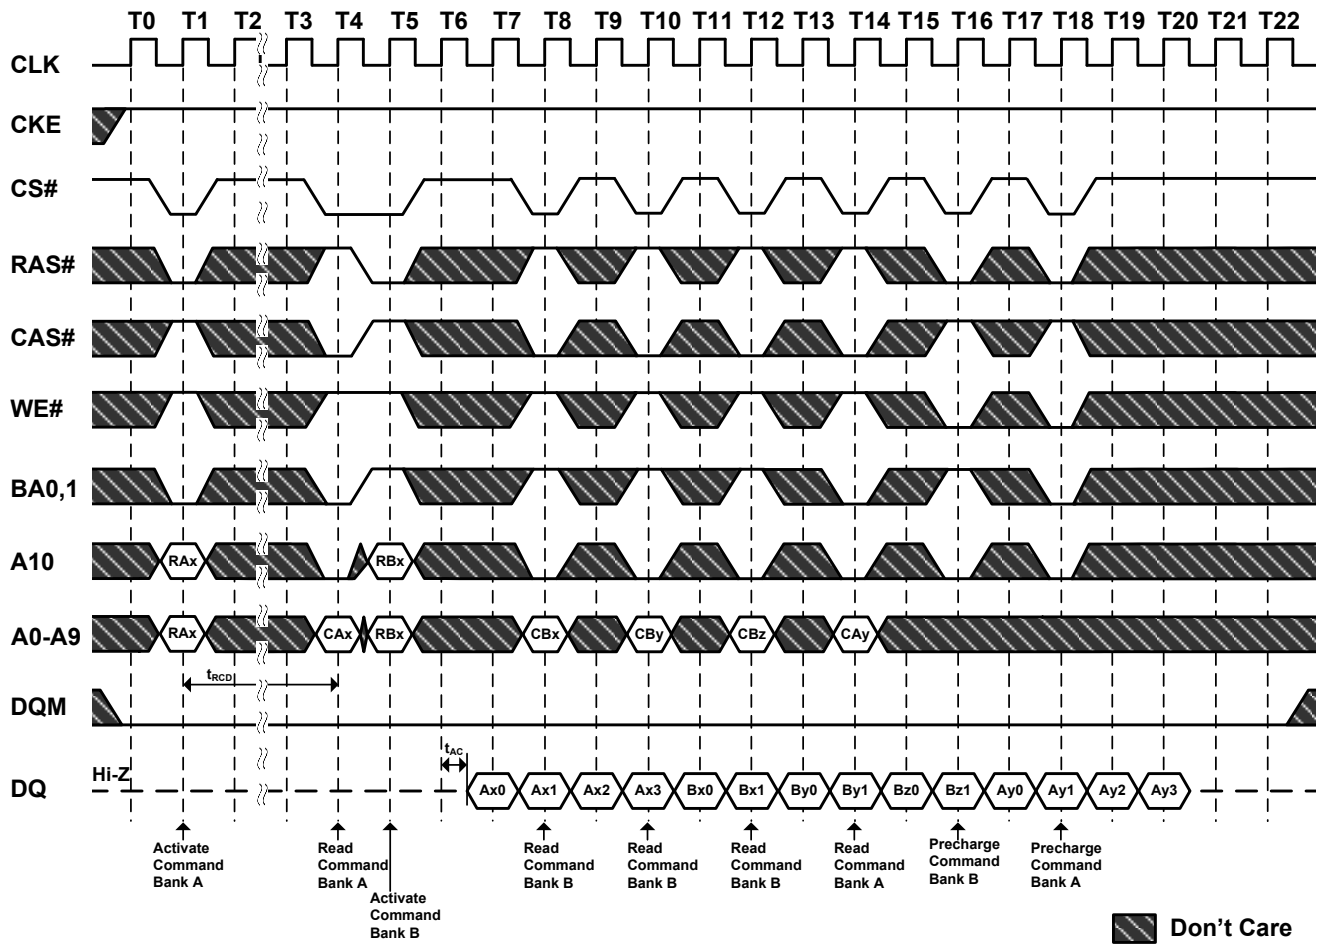 T0 T1 T2 T3 T4 T5 T6 T7 T8 T9 T10 T11 T12 T13 T14 T15 T16 T17 T18 T19 T20 T21 T22
CLK
CKE
CS#
RAS#
CAS#
WE#
BA0,1
A10 RAx RBx
A0-A9 RAx CAx RBx CBx CBy CBz CAy
tRCD
DQM
tAC
Hi-Z
DQ Ax0 Ax1 Ax2 Ax3 Bx0 Bx1 By0 By1 Bz0 Bz1 Ay0 Ay1 Ay2 Ay3
Activate
Command
Bank A
Read
Command
Bank A
Activate
Command
Bank B
Read
Command
Bank B
Read
Command
Bank B
Read
Command
Bank B
Read
Command
Bank A
Precharge
Command
Bank B
Precharge
Command
Bank A
Don't Care